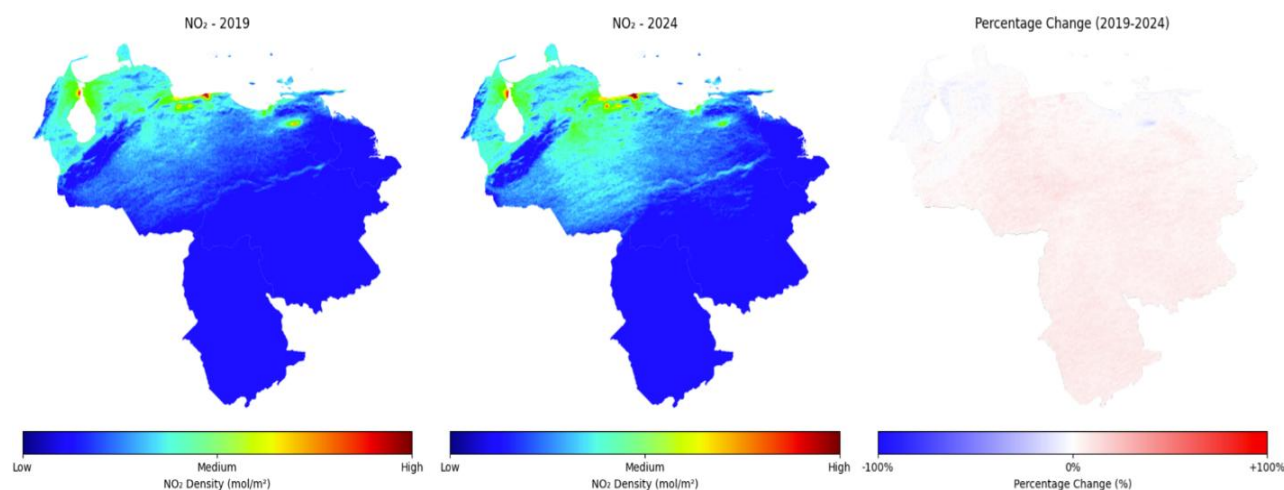 NO₂ - 2019
NO₂ - 2024
Percentage Change (2019-2024)
Low
Medium
High
NO₂ Density (mol/m²)
Low
Medium
High
NO₂ Density (mol/m²)
-100%
0%
+100%
Percentage Change (%)